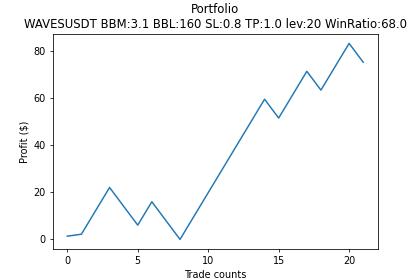 Portfolio
WAVESUSDT BBM:3.1 BBL:160 SL:0.8 TP:1.0 lev:20 WinRatio:68.0
Profit ($)
80
60
40
20
0
0 5 10 15 20
Trade counts